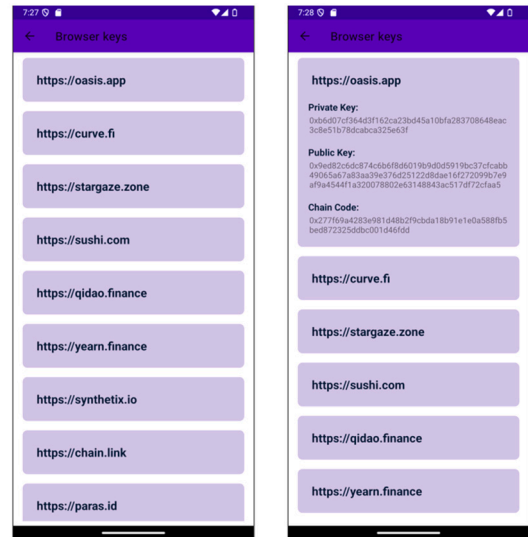 7:27
Browser keys
https://oasis.app
https://curve.fi
https://stargaze.zone
https://sushi.com
https://qidao.finance
https://yearn.finance
https://synthetix.io
https://chain.link
https://paras.id
7:28
Browser keys
https://oasis.app
Private Key:
0xb6d07cf364d3f162ca23bd45a10bfa283708648eac
3c8e51b78dcabca325e63f
Public Key:
0x9ed82c6dc874c6b6f8d6019b9d0d5919bc37cfcabb
49065a67a83aa39e376d25122d8dae16f272099b7e9
af9a4544f1a320078802e63148843ac517df72cfaa5
Chain Code:
0x277f69a4283e981d48b2f9cbda18b91e1e0a588fb5
bed872325ddbc001d46fdd
https://curve.fi
https://stargaze.zone
https://sushi.com
https://qidao.finance
https://yearn.finance